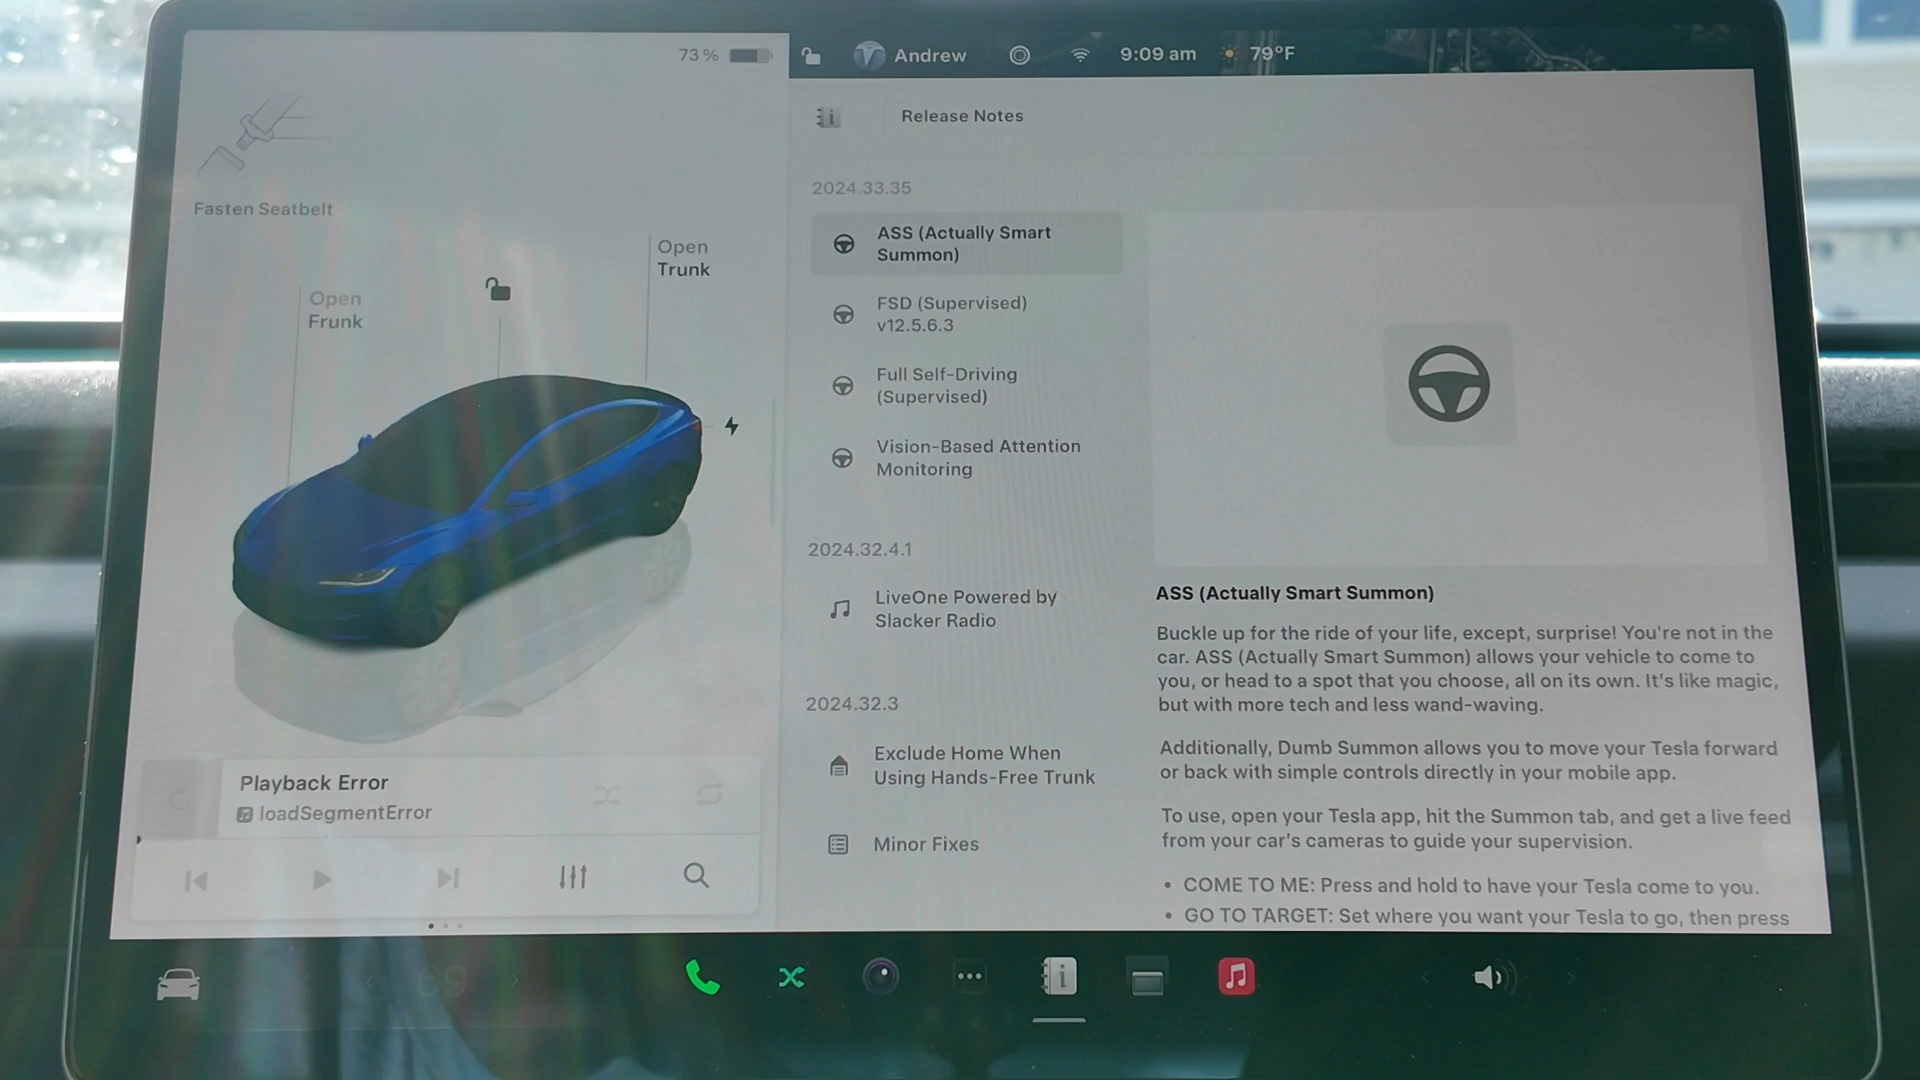 73 %
Andrew
9:09 am
79°F
Fasten Seatbelt
Open
Trunk
Open
Frunk
Playback Error
loadSegmentError
Release Notes
2024.33.35
ASS (Actually Smart
Summon)
FSD (Supervised)
v12.5.6.3
Full Self-Driving
(Supervised)
Vision-Based Attention
Monitoring
2024.32.4.1
LiveOne Powered by
Slacker Radio
2024.32.3
Exclude Home When
Using Hands-Free Trunk
Minor Fixes
ASS (Actually Smart Summon)
Buckle up for the ride of your life, except, surprise! You're not in the
car. ASS (Actually Smart Summon) allows your vehicle to come to
you, or head to a spot that you choose, all on its own. It's like magic,
but with more tech and less wand-waving.
Additionally, Dumb Summon allows you to move your Tesla forward
or back with simple controls directly in your mobile app.
To use, open your Tesla app, hit the Summon tab, and get a live feed
from your car's cameras to guide your supervision.
• COME TO ME: Press and hold to have your Tesla come to you.
• GO TO TARGET: Set where you want your Tesla to go, then press
69